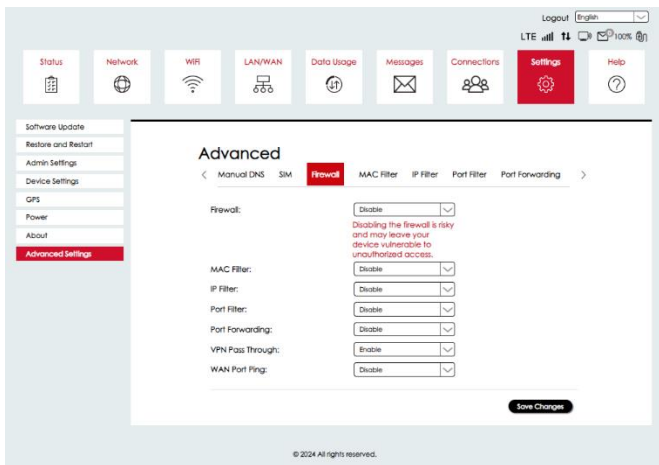 Logout English
LTE 100%
Status Network WiFi LAN/WAN Data Usage Messages Connections Settings Help
Software Update
Restore and Restart
Admin Settings
Device Settings
GPS
Power
About
Advanced Settings
Advanced
Manual DNS SIM Firewall MAC Filter IP Filter Port Filter Port Forwarding
Firewall: Disable
Disabling the firewall is risky
and may leave your
device vulnerable to
unauthorized access.
MAC Filter: Disable
IP Filter: Disable
Port Filter: Disable
Port Forwarding: Disable
VPN Pass Through: Enable
WAN Port Ping: Disable
Save Changes
© 2024 All rights reserved.